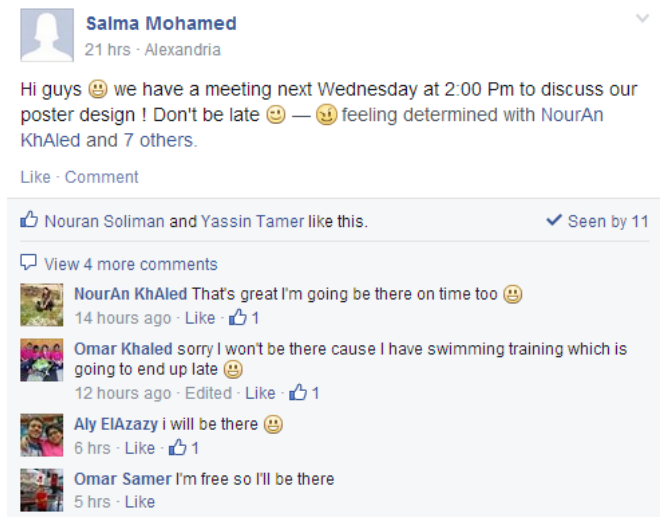 Salma Mohamed
21 hrs · Alexandria
Hi guys 😃 we have a meeting next Wednesday at 2:00 Pm to discuss our
poster design ! Don't be late 😉 — 😼 feeling determined with NourAn
KhAled and 7 others.
Like · Comment
Nouran Soliman and Yassin Tamer like this.
Seen by 11
View 4 more comments
NourAn KhAled That's great I'm going be there on time too 😃
14 hours ago · Like · 1
Omar Khaled sorry I won't be there cause I have swimming training which is
going to end up late 😃
12 hours ago · Edited · Like · 1
Aly ElAzazy i will be there 😃
6 hrs · Like · 1
Omar Samer I'm free so I'll be there
5 hrs · Like